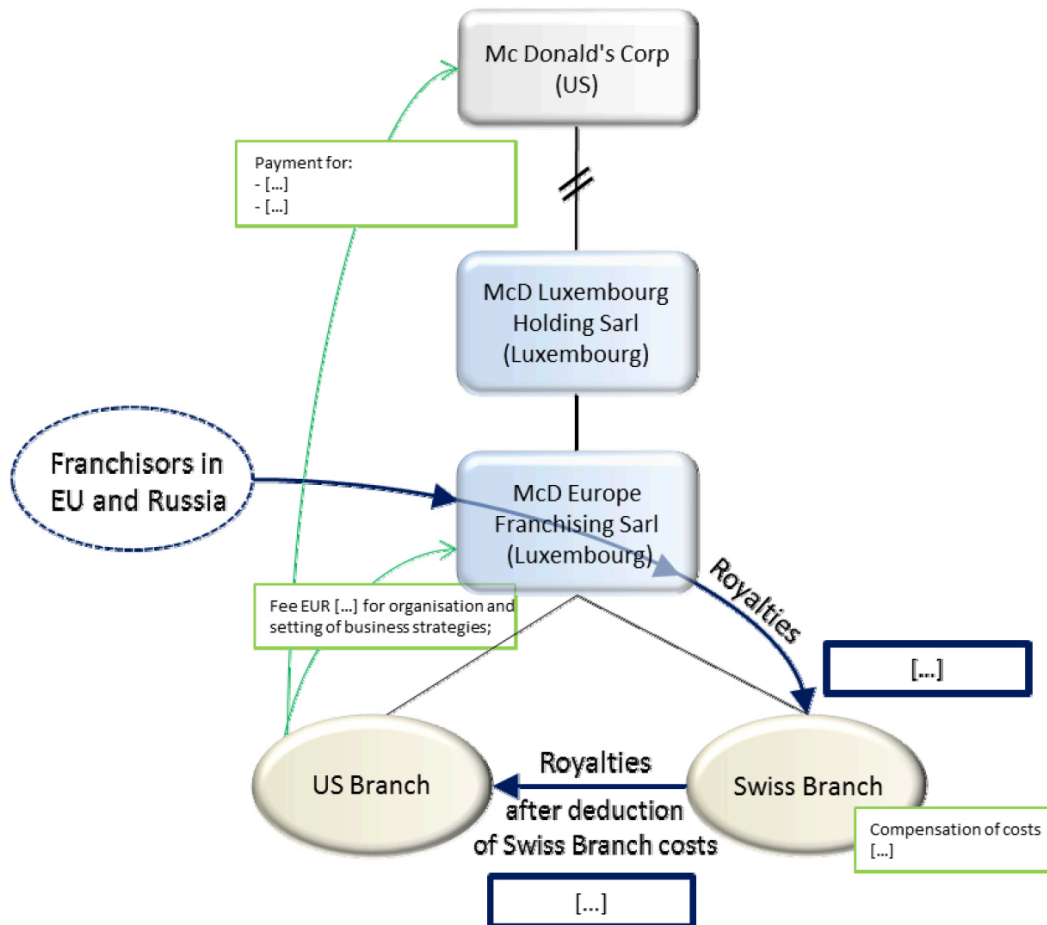 Mc Donald's Corp
(US)
Payment for:
- [...]
- [...]
McD Luxembourg
Holding Sarl
(Luxembourg)
Franchisors in
EU and Russia
McD Europe
Franchising Sarl
(Luxembourg)
Royalties
Fee EUR [...] for organisation and
setting of business strategies;
[...]
US Branch
Royalties
after deduction
of Swiss Branch costs
Swiss Branch
Compensation of costs
[...]
[...]